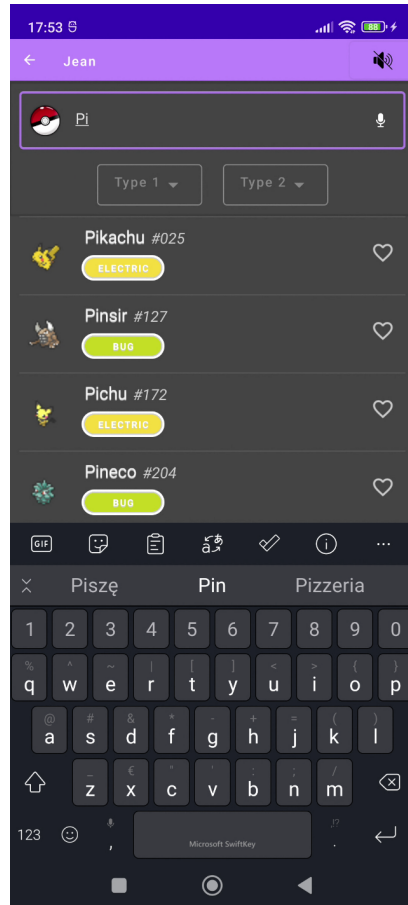 17:53
88
Jean
Pi
Type 1 Type 2
Pikachu #025
ELECTRIC
Pinsir #127
BUG
Pichu #172
ELECTRIC
Pineco #204
BUG
GIF
Piszę Pin Pizzeria
1 2 3 4 5 6 7 8 9 0
% ^ ~ | [ ] < > { }
q w e r t y u i o p
@ # & * - + = ( )
a s d f g h j k l
_ € " ' : ; /
z x c v b n m
123 , Microsoft SwiftKey !? .